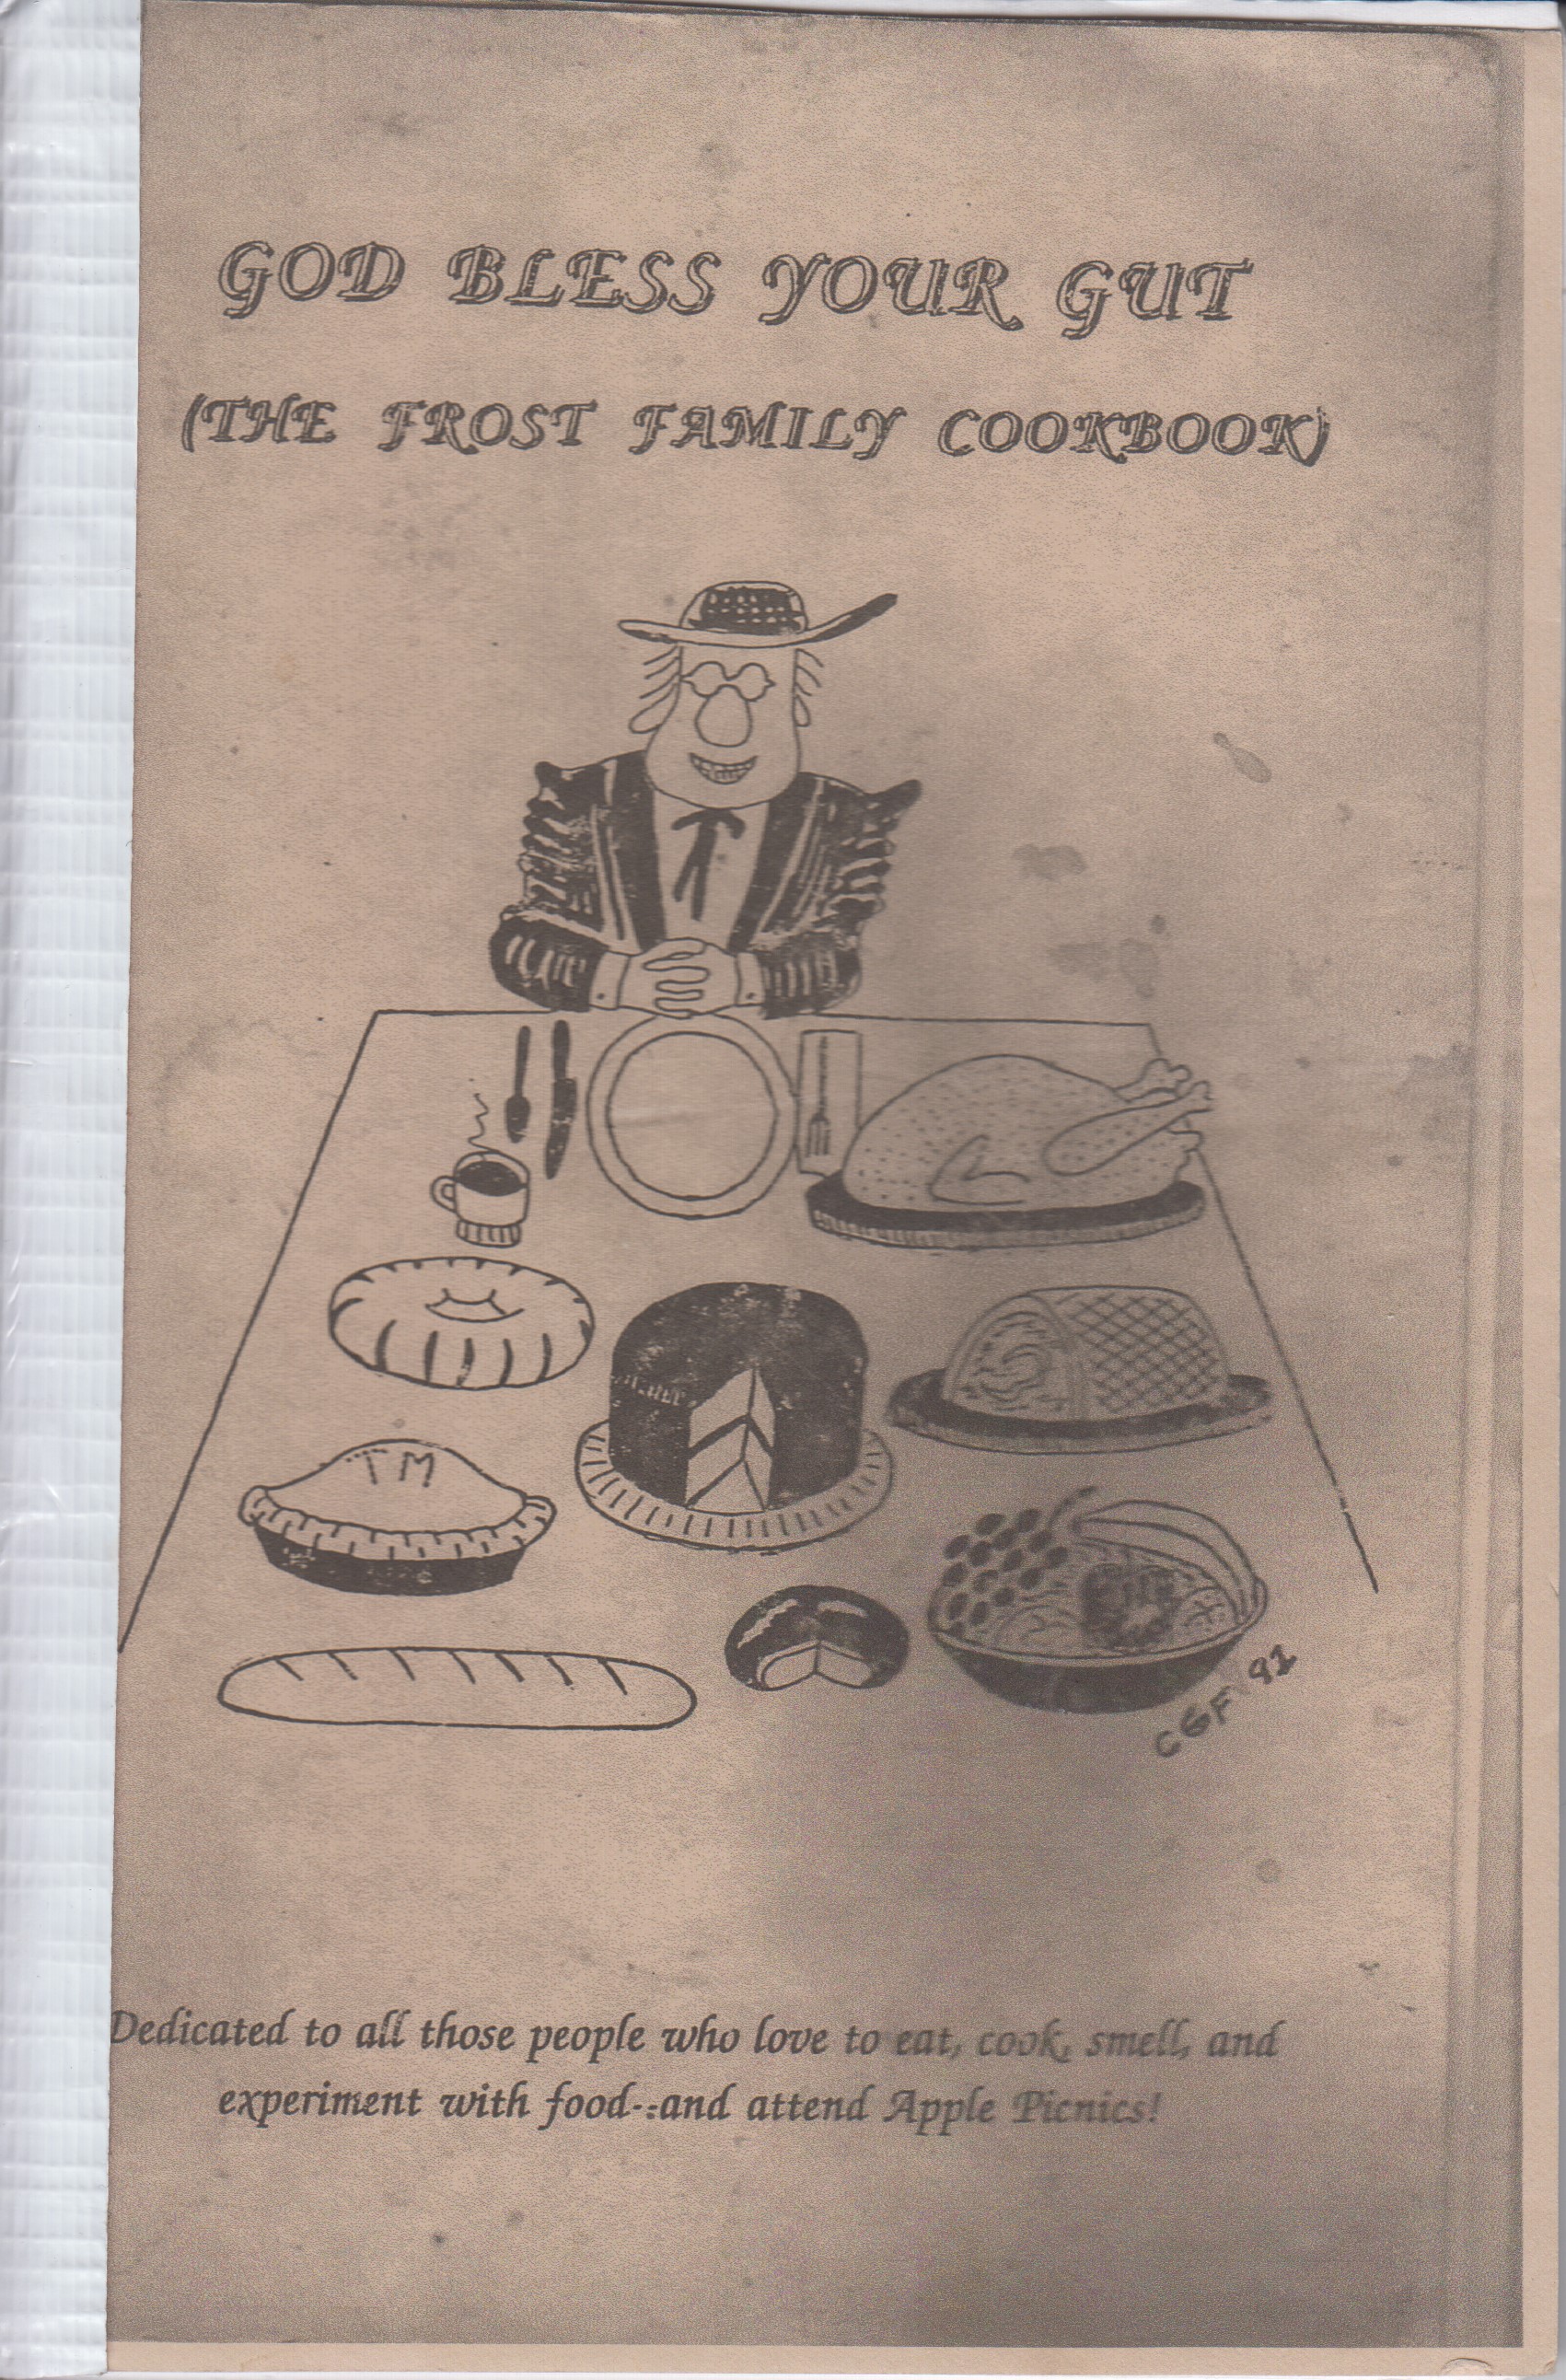 GOD BLESS YOUR GUT
(THE FROST FAMILY COOKBOOK)
TM
CGF 92
Dedicated to all those people who love to eat, cook, smell, and
experiment with food--and attend Apple Picnics!